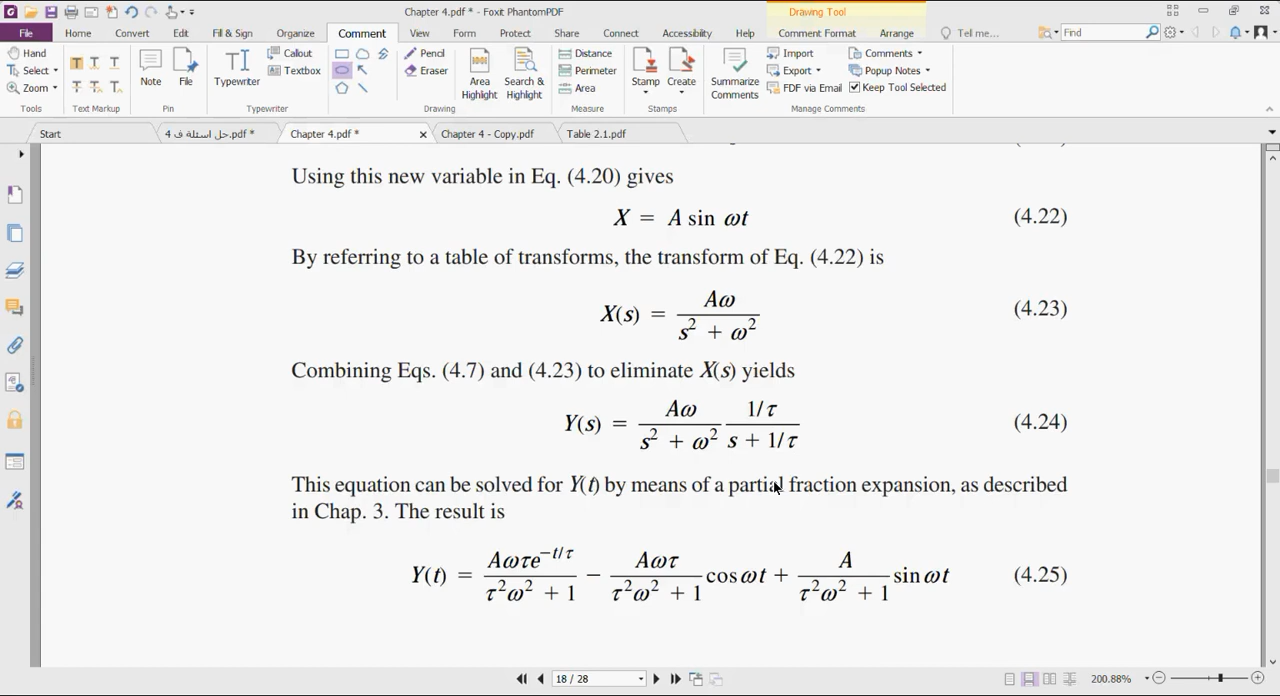 Chapter 4.pdf * - Foxit PhantomPDF
Drawing Tool
File Home Convert Edit Fill & Sign Organize Comment View Form Protect Share Connect Accessibility Help Comment Format Arrange Tell me... Find
Hand
Select
Zoom
Tools
Text Markup
Note
File
Pin
Typewriter
Callout
Textbox
Typewriter
Pencil
Eraser
Drawing
Area Highlight
Search & Highlight
Distance
Perimeter
Area
Measure
Stamp
Create
Stamps
Summarize Comments
Import
Export
FDF via Email
Comments
Popup Notes
Keep Tool Selected
Manage Comments
Start حل اسئلة ف 4.pdf * Chapter 4.pdf * Chapter 4 - Copy.pdf Table 2.1.pdf
Using this new variable in Eq. (4.20) gives
X = A sin ωt (4.22)
By referring to a table of transforms, the transform of Eq. (4.22) is
X(s) = Aω / (s² + ω²) (4.23)
Combining Eqs. (4.7) and (4.23) to eliminate X(s) yields
Y(s) = Aω / (s² + ω²) 1/τ / (s + 1/τ) (4.24)
This equation can be solved for Y(t) by means of a partial fraction expansion, as described
in Chap. 3. The result is
Y(t) = Aωτe^(−t/τ) / (τ²ω² + 1) − Aωτ / (τ²ω² + 1) cos ωt + A / (τ²ω² + 1) sin ωt (4.25)
18 / 28
200.88%